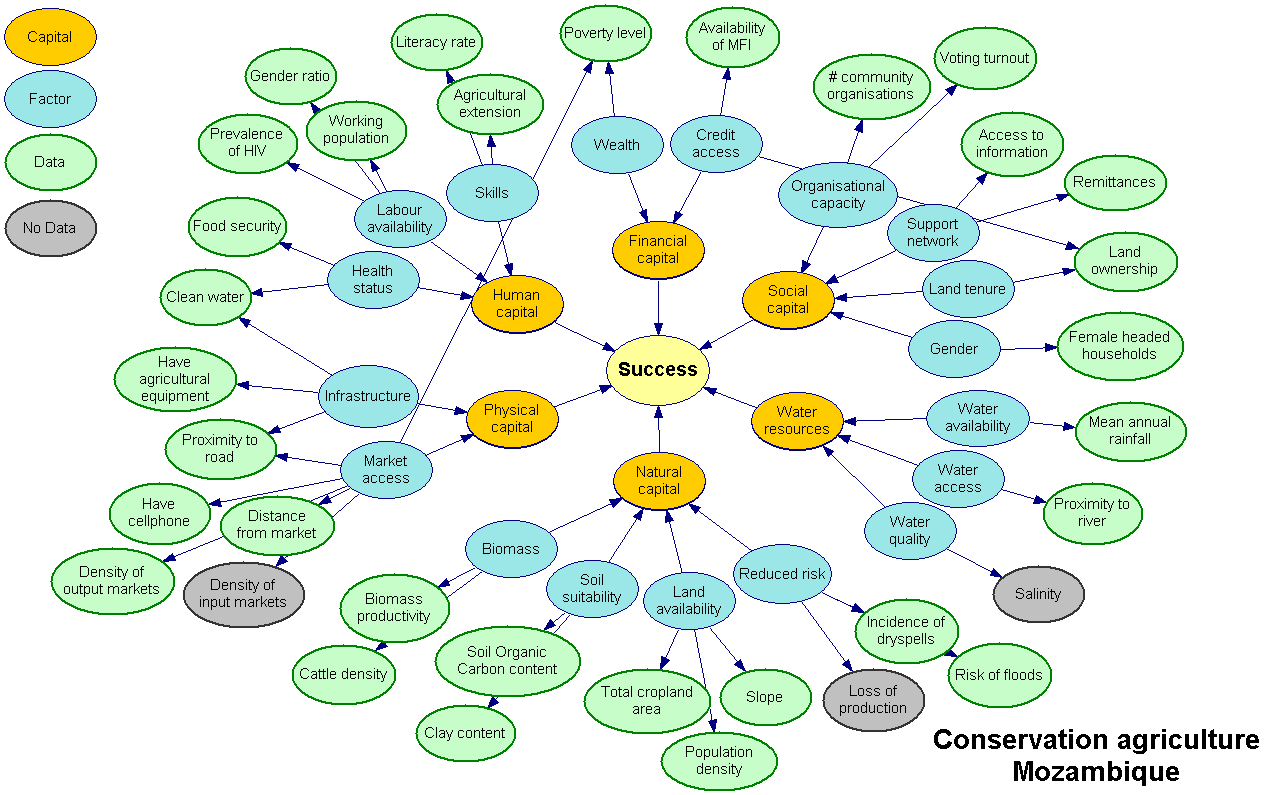 Capital
Factor
Data
No Data
Literacy rate
Poverty level
Availability
of MFI
Voting turnout
# community
organisations
Gender ratio
Agricultural
extension
Working
population
Prevalence
of HIV
Wealth
Credit
access
Access to
information
Remittances
Skills
Organisational
capacity
Labour
availability
Support
network
Food security
Financial
capital
Land
ownership
Health
status
Clean water
Human
capital
Social
capital
Land tenure
Gender
Female headed
households
Success
Have
agricultural
equipment
Infrastructure
Physical
capital
Water
resources
Water
availability
Mean annual
rainfall
Proximity to
road
Market
access
Natural
capital
Water
access
Have
cellphone
Distance
from market
Proximity to
river
Water
quality
Biomass
Density of
output markets
Density of
input markets
Soil
suitability
Land
availability
Reduced risk
Salinity
Biomass
productivity
Incidence of
dryspells
Cattle density
Soil Organic
Carbon content
Total cropland
area
Slope
Loss of
production
Risk of floods
Clay content
Population
density
Conservation agriculture
Mozambique